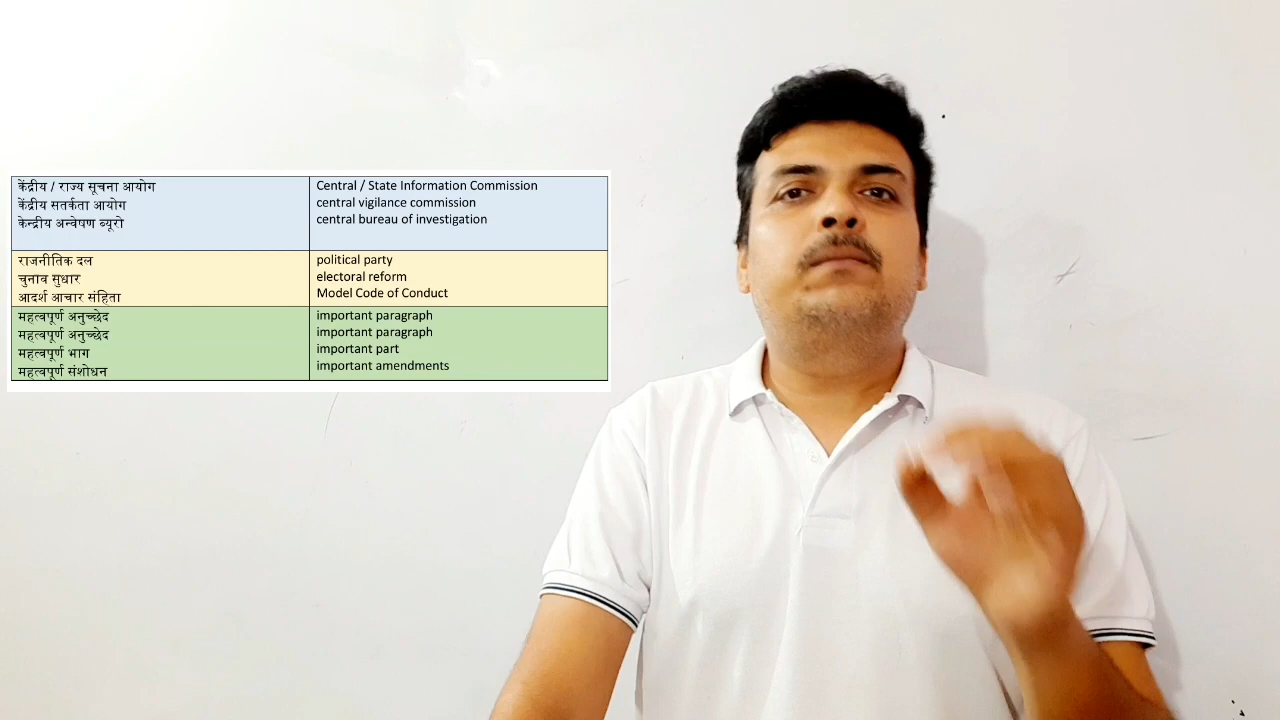 केंद्रीय / राज्य सूचना आयोग
केंद्रीय सतर्कता आयोग
केन्द्रीय अन्वेषण ब्यूरो
Central / State Information Commission
central vigilance commission
central bureau of investigation
राजनीतिक दल
चुनाव सुधार
आदर्श आचार संहिता
political party
electoral reform
Model Code of Conduct
महत्वपूर्ण अनुच्छेद
महत्वपूर्ण अनुच्छेद
महत्वपूर्ण भाग
महत्वपूर्ण संशोधन
important paragraph
important paragraph
important part
important amendments